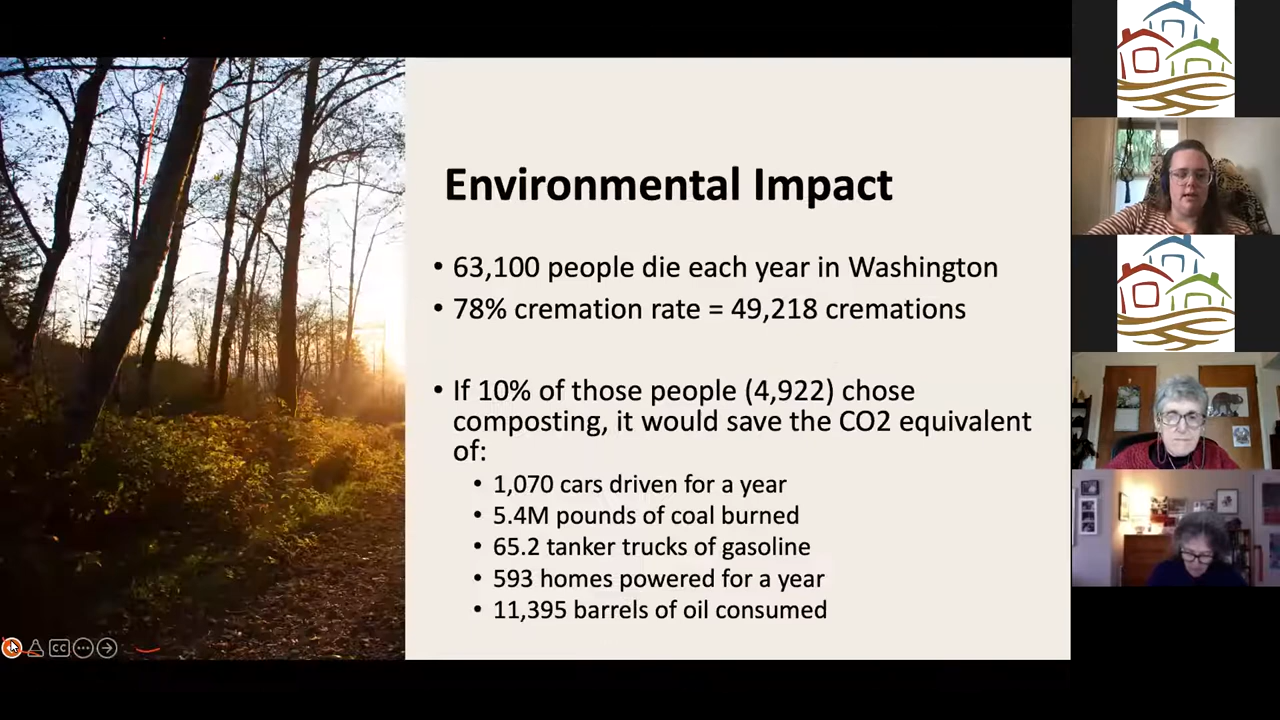 Environmental Impact
• 63,100 people die each year in Washington
• 78% cremation rate = 49,218 cremations
• If 10% of those people (4,922) chose
composting, it would save the CO2 equivalent
of:
• 1,070 cars driven for a year
• 5.4M pounds of coal burned
• 65.2 tanker trucks of gasoline
• 593 homes powered for a year
• 11,395 barrels of oil consumed
CC